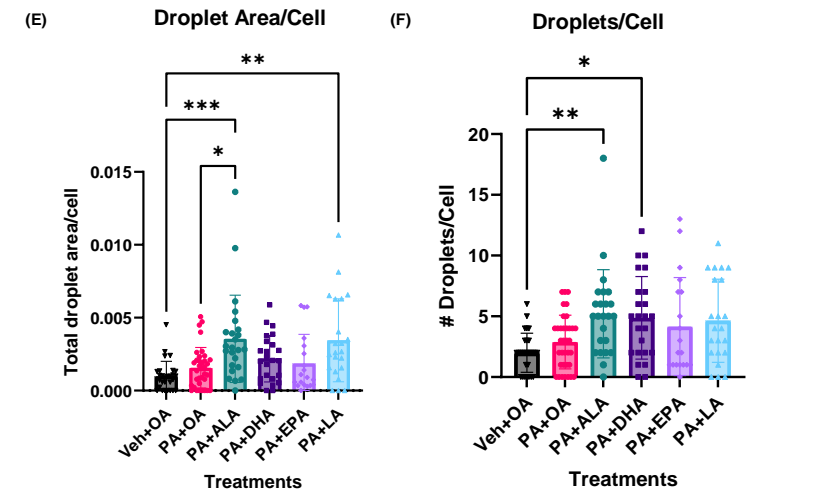 (E)
Droplet Area/Cell
**
***
*
Total droplet area/cell
0.015
0.010
0.005
0.000
Veh+OA
PA+OA
PA+ALA
PA+DHA
PA+EPA
PA+LA
Treatments
(F)
Droplets/Cell
*
**
# Droplets/Cell
20
15
10
5
0
Veh+OA
PA+OA
PA+ALA
PA+DHA
PA+EPA
PA+LA
Treatments